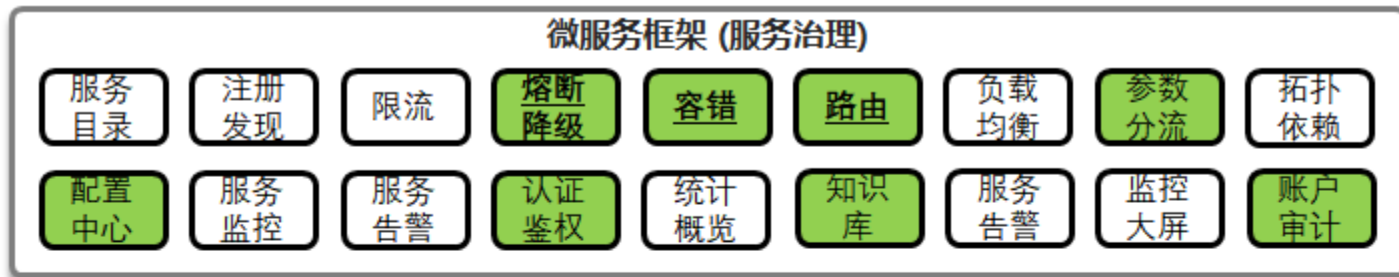 微服务框架 (服务治理)
服务
目录
注册
发现
限流
熔断
降级
容错
路由
负载
均衡
参数
分流
拓扑
依赖
配置
中心
服务
监控
服务
告警
认证
鉴权
统计
概览
知识
库
服务
告警
监控
大屏
账户
审计